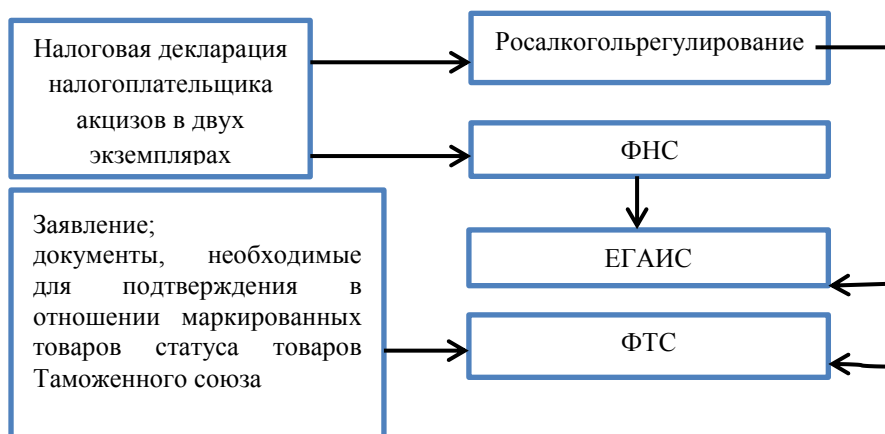 Налоговая декларация
налогоплательщика
акцизов в двух
экземплярах
Росалкогольрегулирование
ФНС
ЕГАИС
Заявление;
документы, необходимые
для подтверждения в
отношении маркированных
товаров статуса товаров
Таможенного союза
ФТС